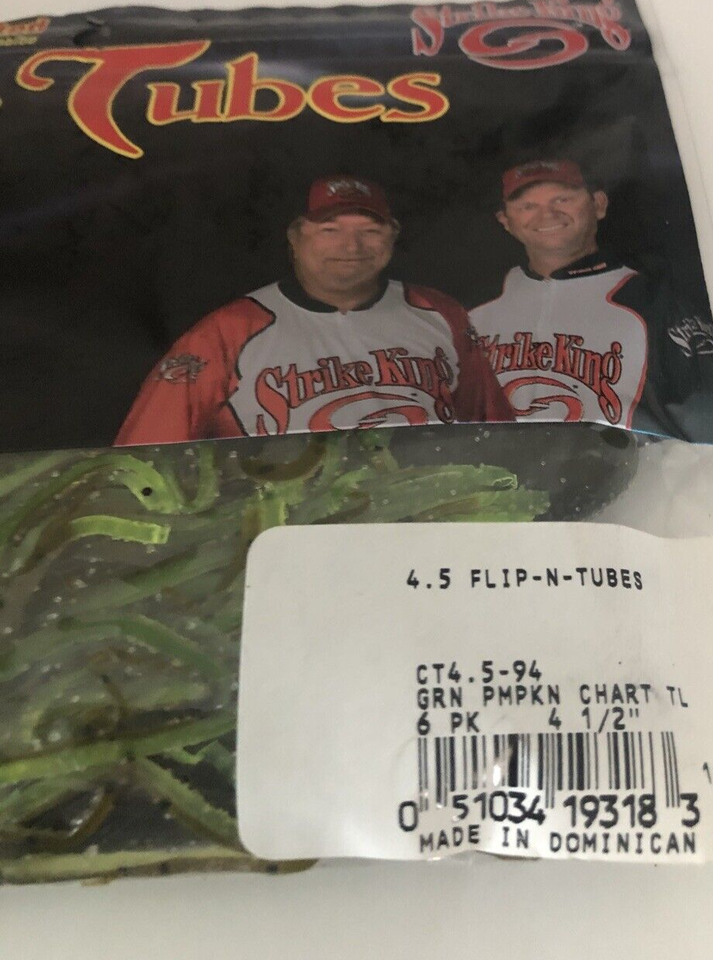 Tubes
Strike King
Strike King
Strike King
4.5 FLIP-N-TUBES
CT4.5-94
GRN PMPKN CHART TL
6 PK 4 1/2"
0 51034 19318 3
MADE IN DOMINICAN